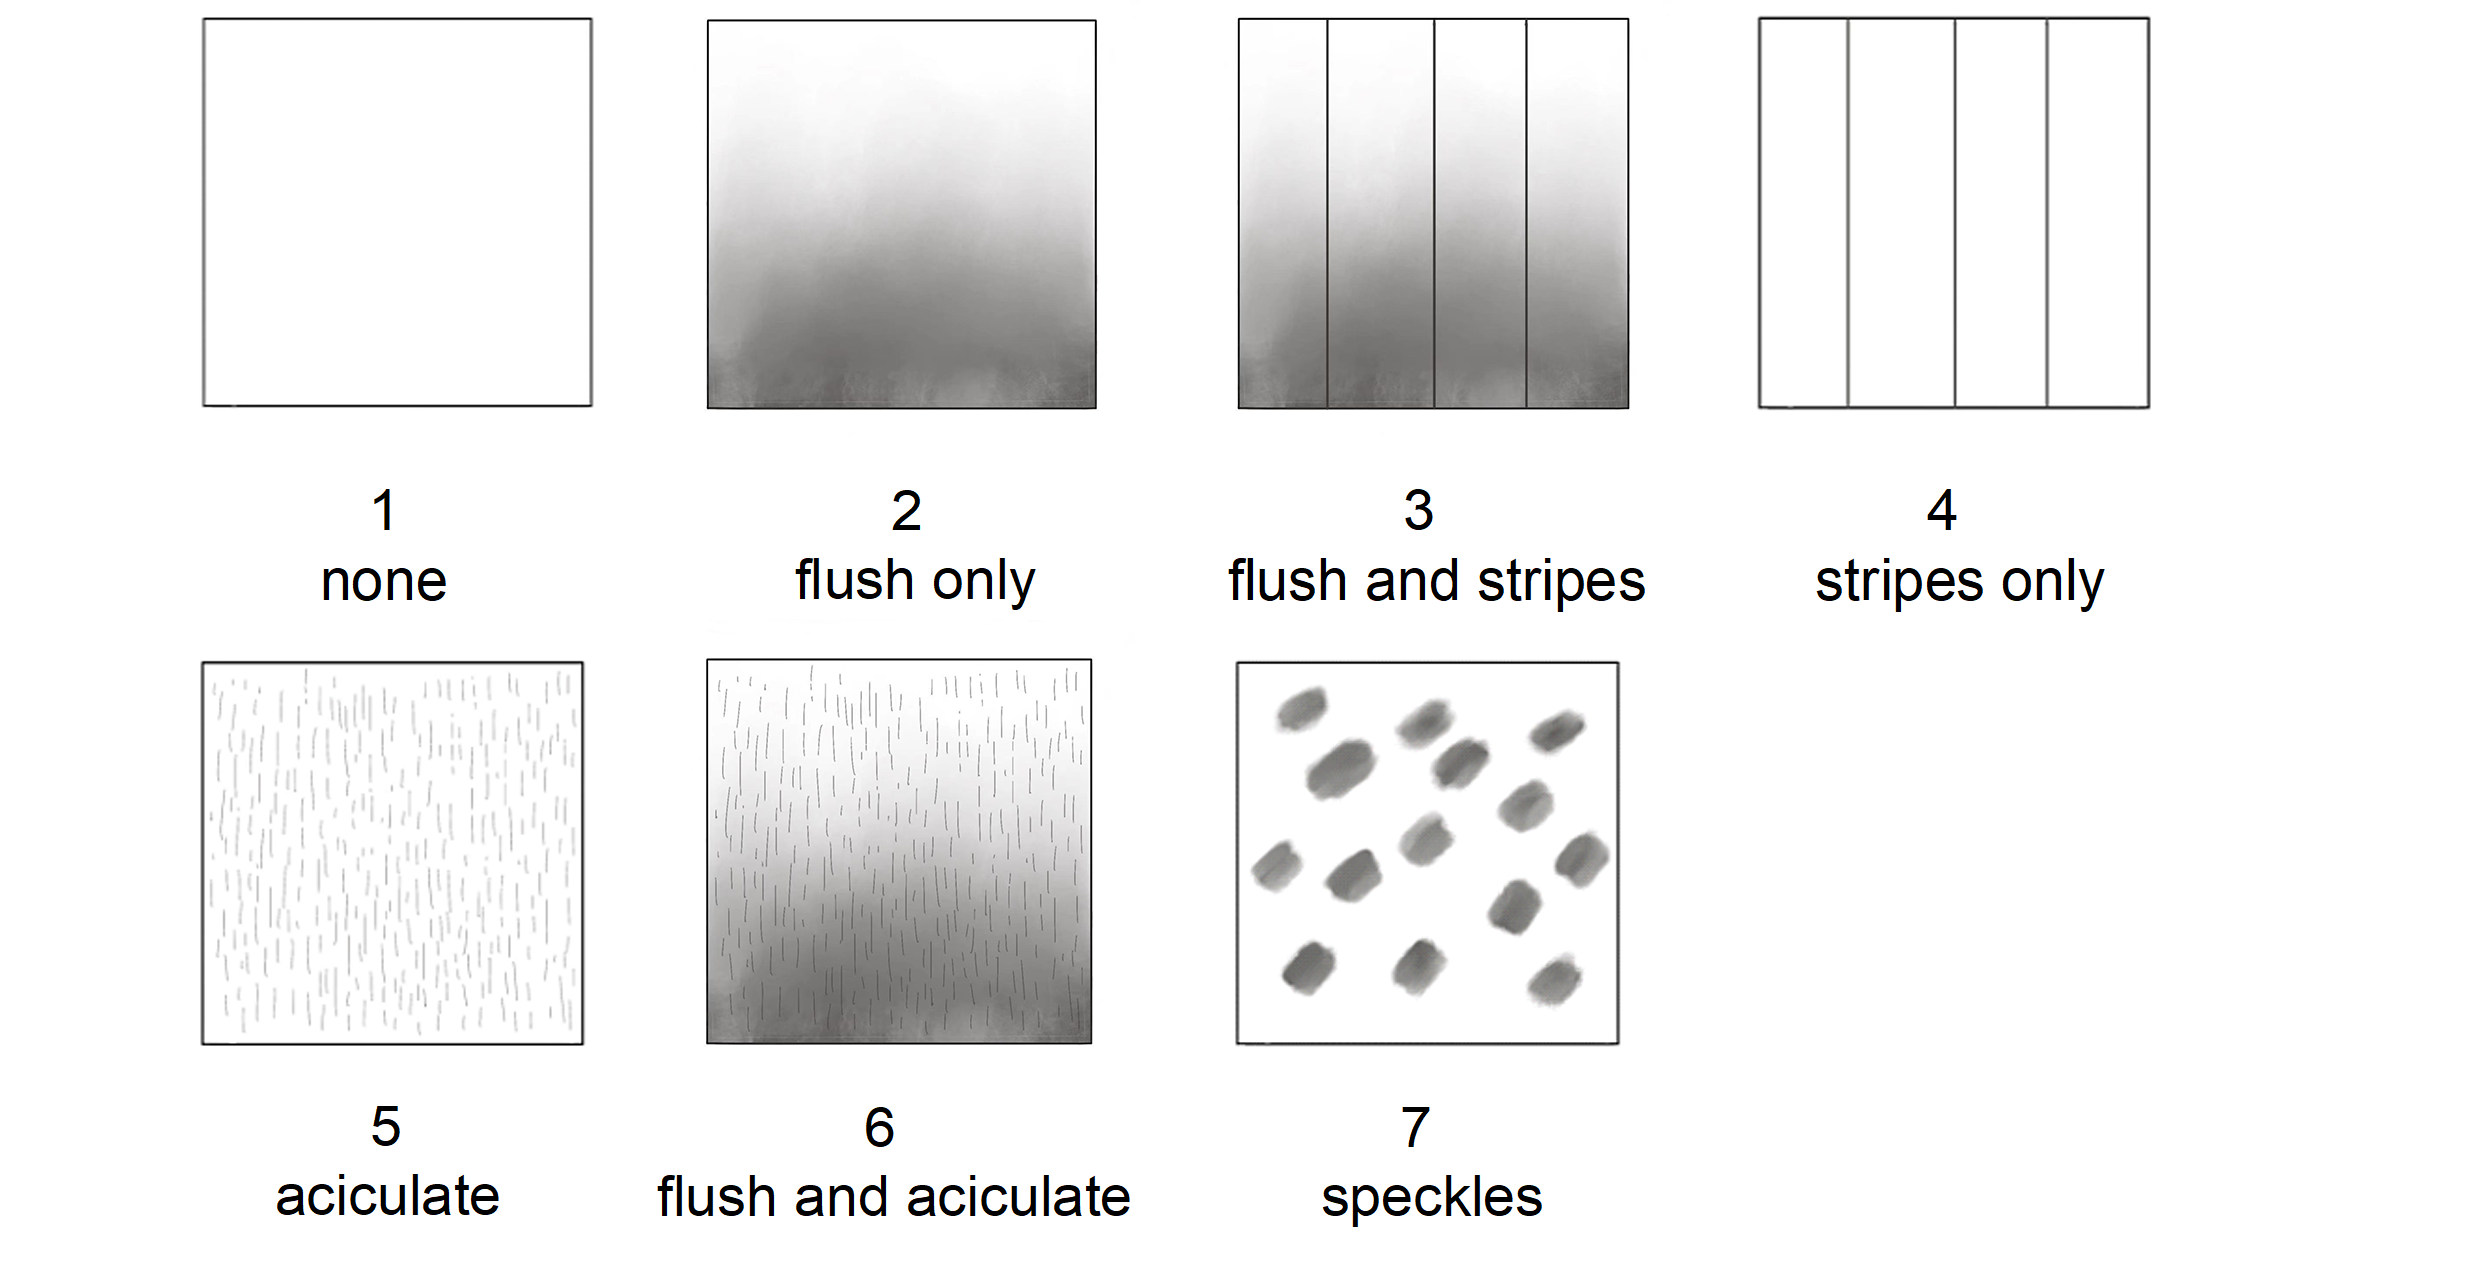 1
2
3
4
none
flush only
flush and stripes
stripes only
5
6
7
aciculate
flush and aciculate
speckles